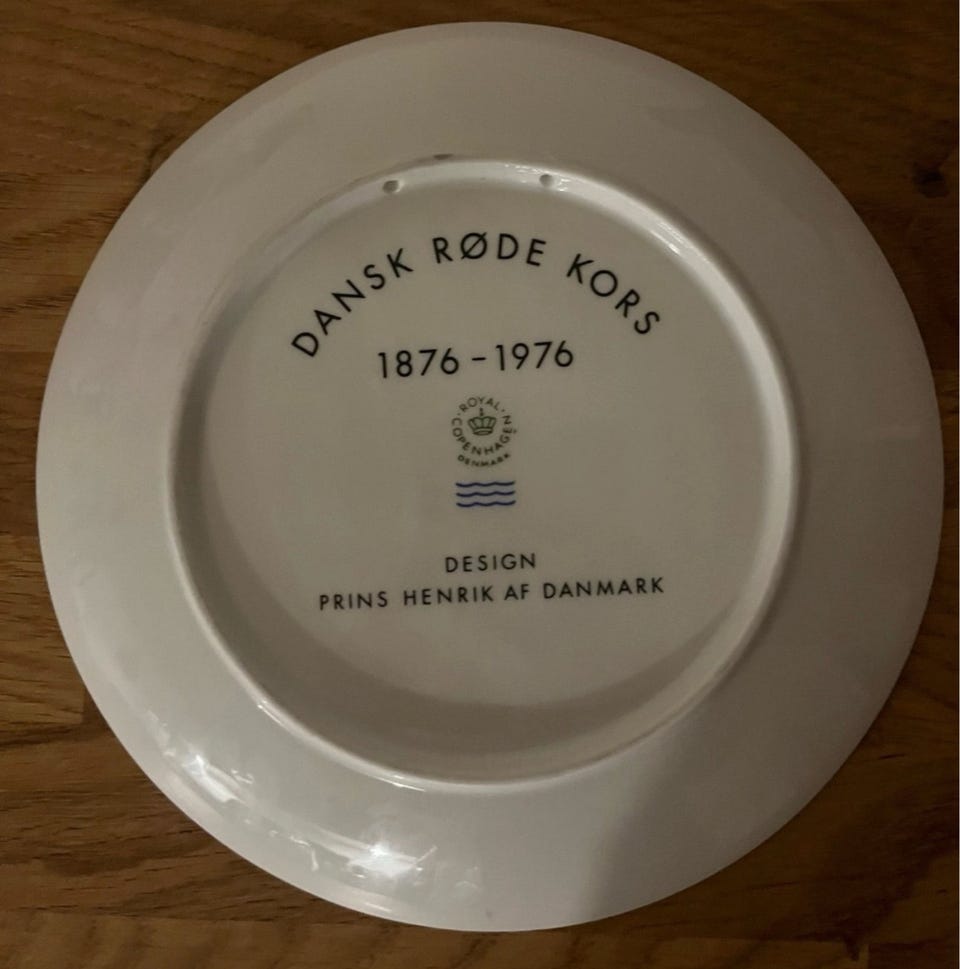 DANSK RØDE KORS
1876-1976
ROYAL
COPENHAGEN
DENMARK
DESIGN
PRINS HENRIK AF DANMARK